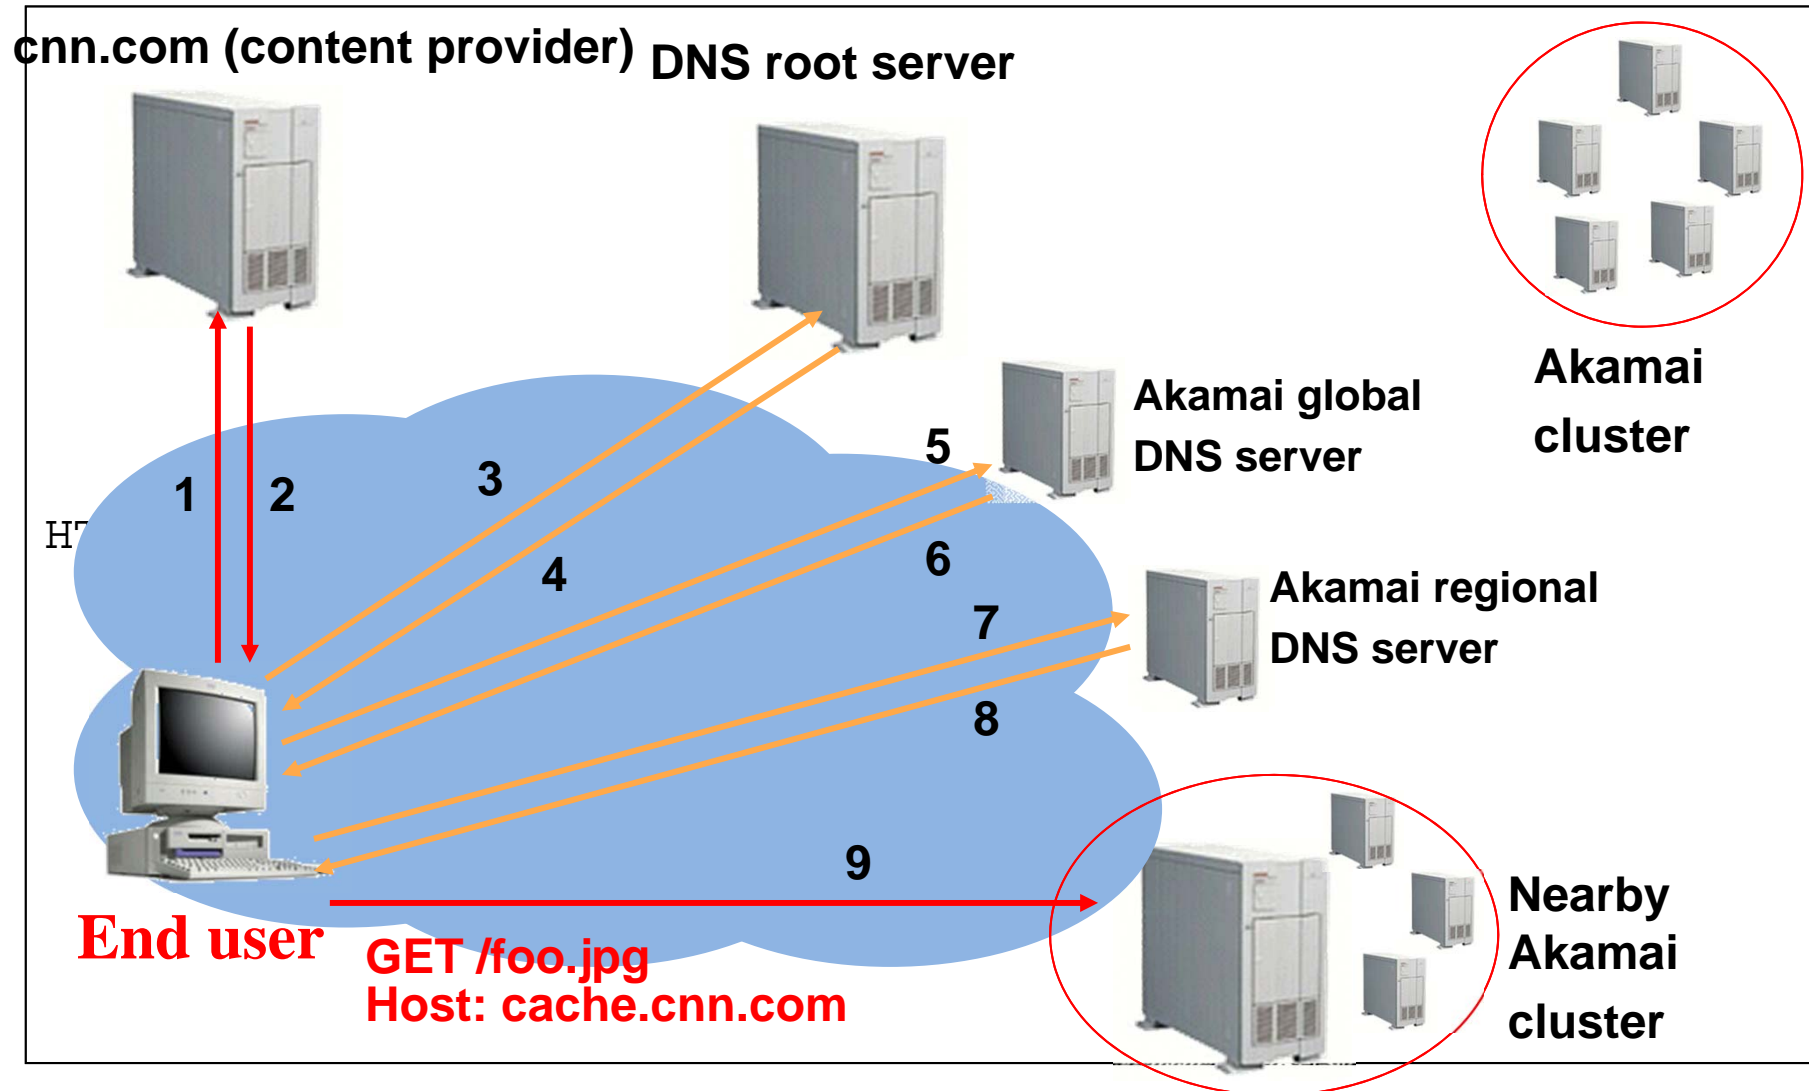 cnn.com (content provider)
DNS root server
Akamai
cluster
Akamai global
DNS server
5
3
1
2
4
6
Akamai regional
DNS server
7
8
9
Nearby
Akamai
cluster
End user
GET /foo.jpg
Host: cache.cnn.com